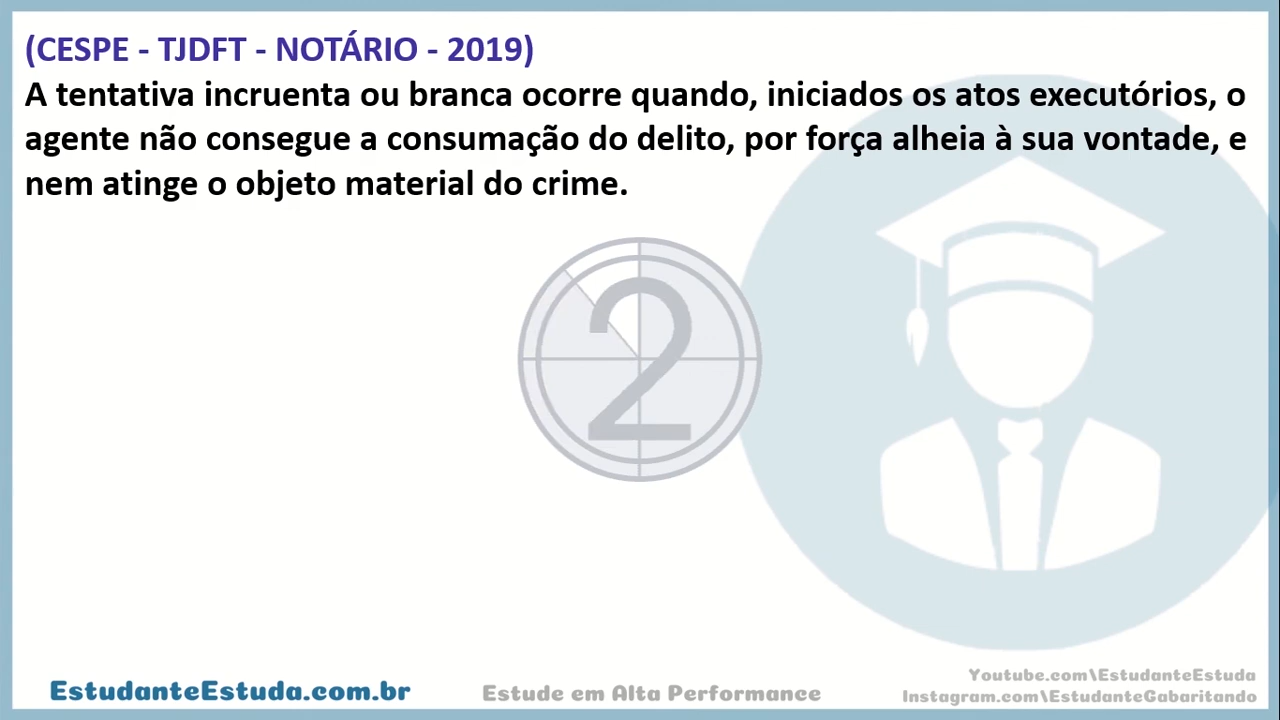 (CESPE - TJDFT - NOTÁRIO - 2019)
A tentativa incruenta ou branca ocorre quando, iniciados os atos executórios, o
agente não consegue a consumação do delito, por força alheia à sua vontade, e
nem atinge o objeto material do crime.
2
EstudanteEstuda.com.br
Estude em Alta Performance
Youtube.com\EstudanteEstuda
Instagram.com\EstudanteGabaritando